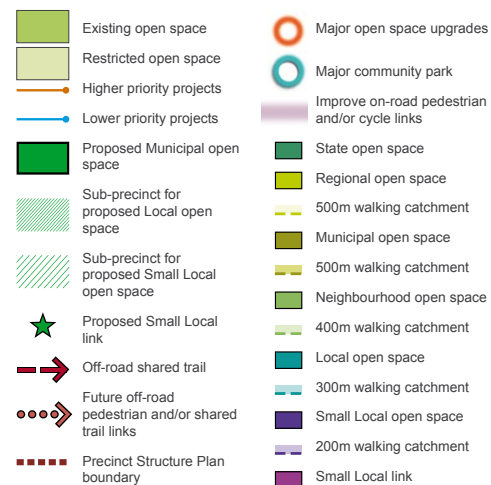 Existing open space
Restricted open space
Higher priority projects
Lower priority projects
Proposed Municipal open
space
Sub-precinct for
proposed Local open
space
Sub-precinct for
proposed Small Local
open space
Proposed Small Local
link
Off-road shared trail
Future off-road
pedestrian and/or shared
trail links
Precinct Structure Plan
boundary
Major open space upgrades
Major community park
Improve on-road pedestrian
and/or cycle links
State open space
Regional open space
500m walking catchment
Municipal open space
500m walking catchment
Neighbourhood open space
400m walking catchment
Local open space
300m walking catchment
Small Local open space
200m walking catchment
Small Local link